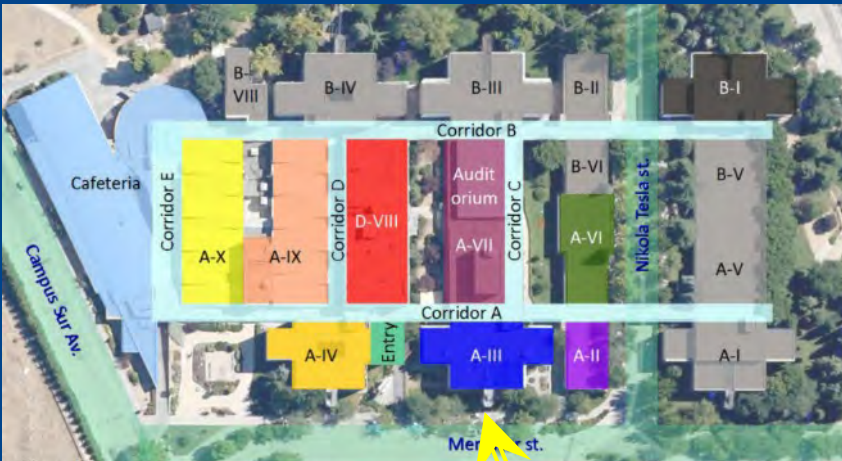 B-
VIII
B-IV
B-III
B-II
B-I
Corridor B
Cafeteria
Corridor E
Corridor D
D-VIII
Audit
orium
Corridor C
B-VI
Nikola Tesla st.
B-V
A-X
A-IX
A-VII
A-VI
A-V
Campus Sur Av.
Corridor A
A-IV
Entry
A-III
A-II
A-I
st.